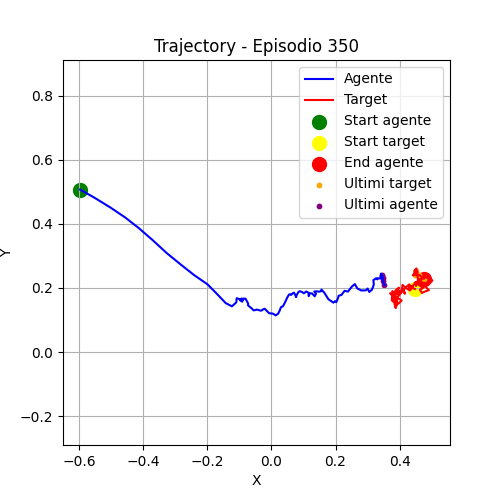 Trajectory - Episodio 350
Agente
Target
Start agente
Start target
End agente
Ultimi target
Ultimi agente
0.8
0.6
0.4
0.2
0.0
−0.2
Y
−0.6
−0.4
−0.2
0.0
0.2
0.4
X